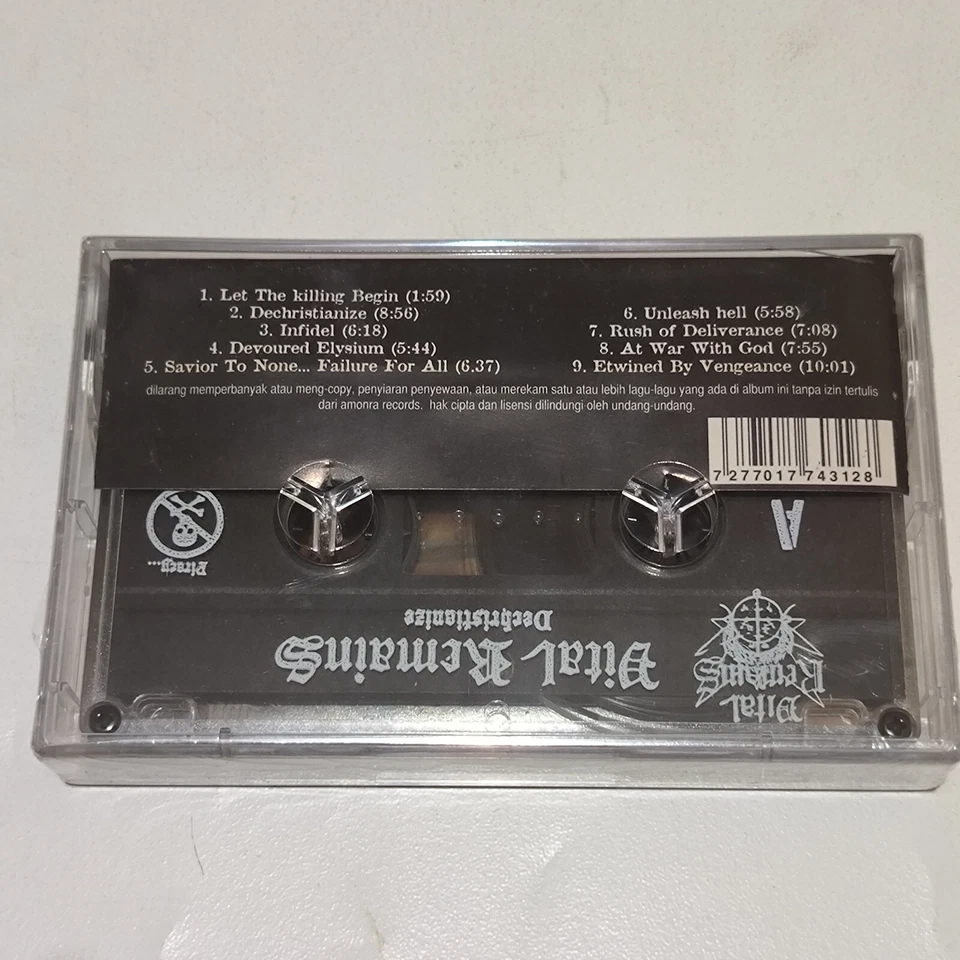 1. Let The killing Begin (1:59)
2. Dechristianize (8:56)
3. Infidel (6:18)
4. Devoured Elysium (5:44)
5. Savior To None... Failure For All (6.37)
6. Unleash hell (5:58)
7. Rush of Deliverance (7:08)
8. At War With God (7:55)
9. Etwined By Vengeance (10:01)
dilarang memperbanyak atau meng-copy, penyiaran penyewaan, atau merekam satu atau lebih lagu-lagu yang ada di album ini tanpa izin tertulis
dari amonra records. hak cipta dan lisensi dilindungi oleh undang-undang.
7 277017 743128
A
Piracy...
Dechristianize
Vital Remains
Vital
Remains